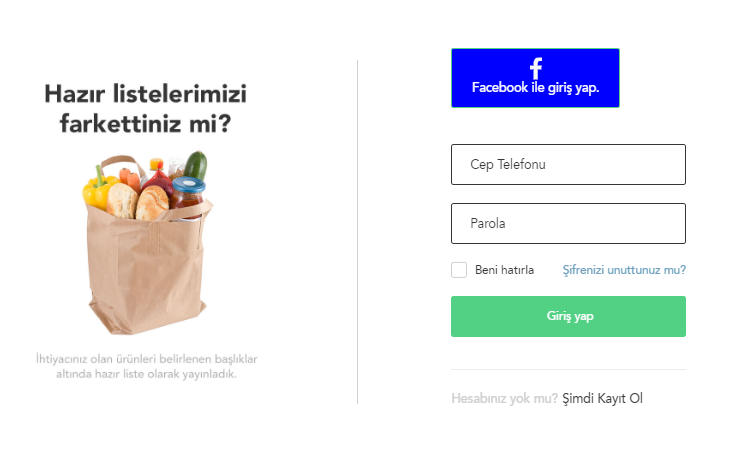 Hazır listelerimizi
farkettiniz mi?
İhtiyacınız olan ürünleri belirlenen başlıklar
altında hazır liste olarak yayınladık.
Facebook ile giriş yap.
Cep Telefonu
Parola
Beni hatırla
Şifrenizi unuttunuz mu?
Giriş yap
Hesabınız yok mu? Şimdi Kayıt Ol